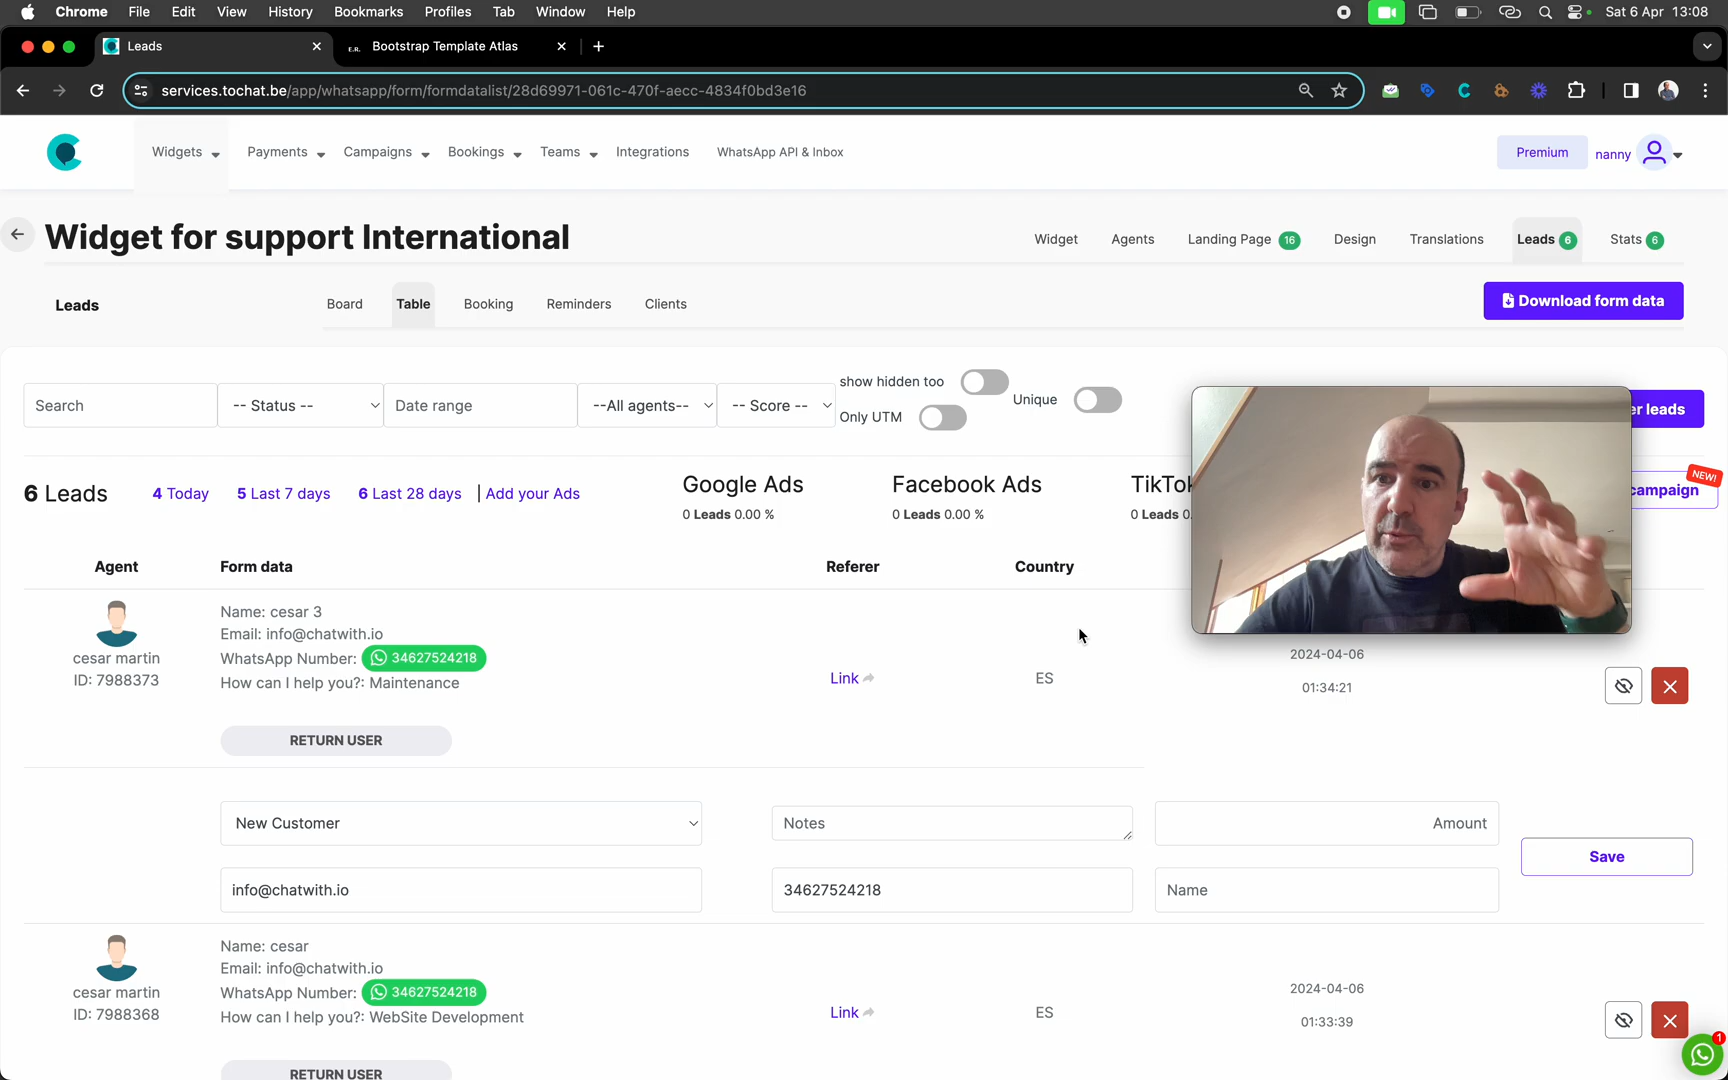 Chrome File Edit View History Bookmarks Profiles Tab Window Help Sat 6 Apr 13:08
Leads E.R. Bootstrap Template Atlas
services.tochat.be/app/whatsapp/form/formdatalist/28d69971-061c-470f-aecc-4834f0bd3e16
Widgets Payments Campaigns Bookings Teams Integrations WhatsApp API & Inbox Premium nanny
Widget for support International
Widget Agents Landing Page 16 Design Translations Leads 6 Stats 6
Leads Board Table Booking Reminders Clients Download form data
Search -- Status -- Date range --All agents-- -- Score --
show hidden too
Only UTM
Unique
er leads
6 Leads 4 Today 5 Last 7 days 6 Last 28 days | Add your Ads
Google Ads
0 Leads 0.00 %
Facebook Ads
0 Leads 0.00 %
TikTok
0 Leads 0.
NEW!
campaign
Agent Form data Referer Country
cesar martin
ID: 7988373
Name: cesar 3
Email: info@chatwith.io
WhatsApp Number: 34627524218
How can I help you?: Maintenance
RETURN USER
Link
ES
2024-04-06
01:34:21
New Customer Notes Amount
Save
info@chatwith.io 34627524218 Name
cesar martin
ID: 7988368
Name: cesar
Email: info@chatwith.io
WhatsApp Number: 34627524218
How can I help you?: WebSite Development
RETURN USER
Link
ES
2024-04-06
01:33:39
1